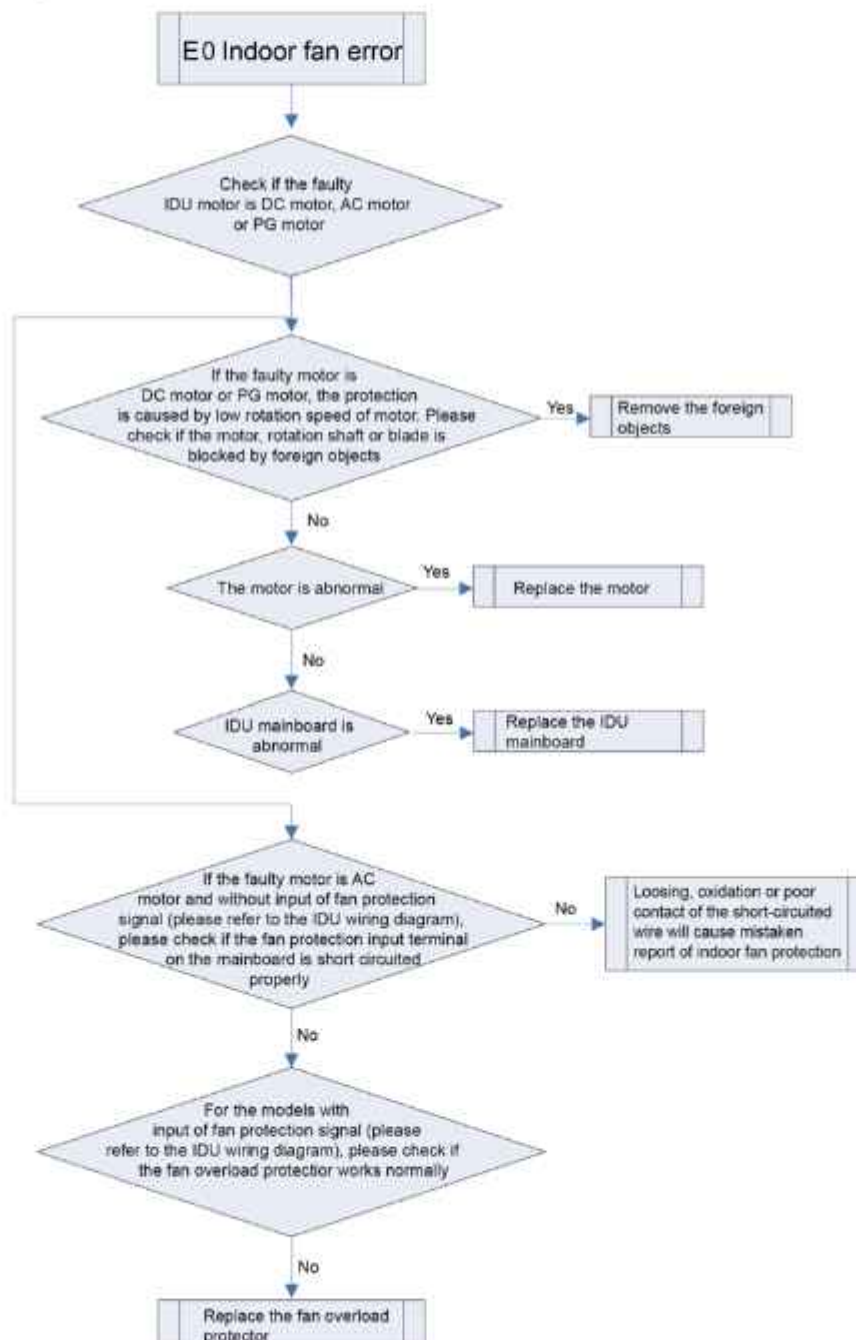 E0 Indoor fan error
Check if the faulty
IDU motor is DC motor, AC motor
or PG motor
If the faulty motor is
DC motor or PG motor, the protection
is caused by low rotation speed of motor. Please
check if the motor, rotation shaft or blade is
blocked by foreign objects
Yes
Remove the foreign
objects
No
The motor is abnormal
Yes
Replace the motor
No
IDU mainboard is
abnormal
Yes
Replace the IDU
mainboard
If the faulty motor is AC
motor and without input of fan protection
signal (please refer to the IDU wiring diagram),
please check if the fan protection input terminal
on the mainboard is short circuited
properly
No
Loosing, oxidation or poor
contact of the short-circuited
wire will cause mistaken
report of indoor fan protection
No
For the models with
input of fan protection signal (please
refer to the IDU wiring diagram), please check if
the fan overload protectior works normally
No
Replace the fan overload
protector